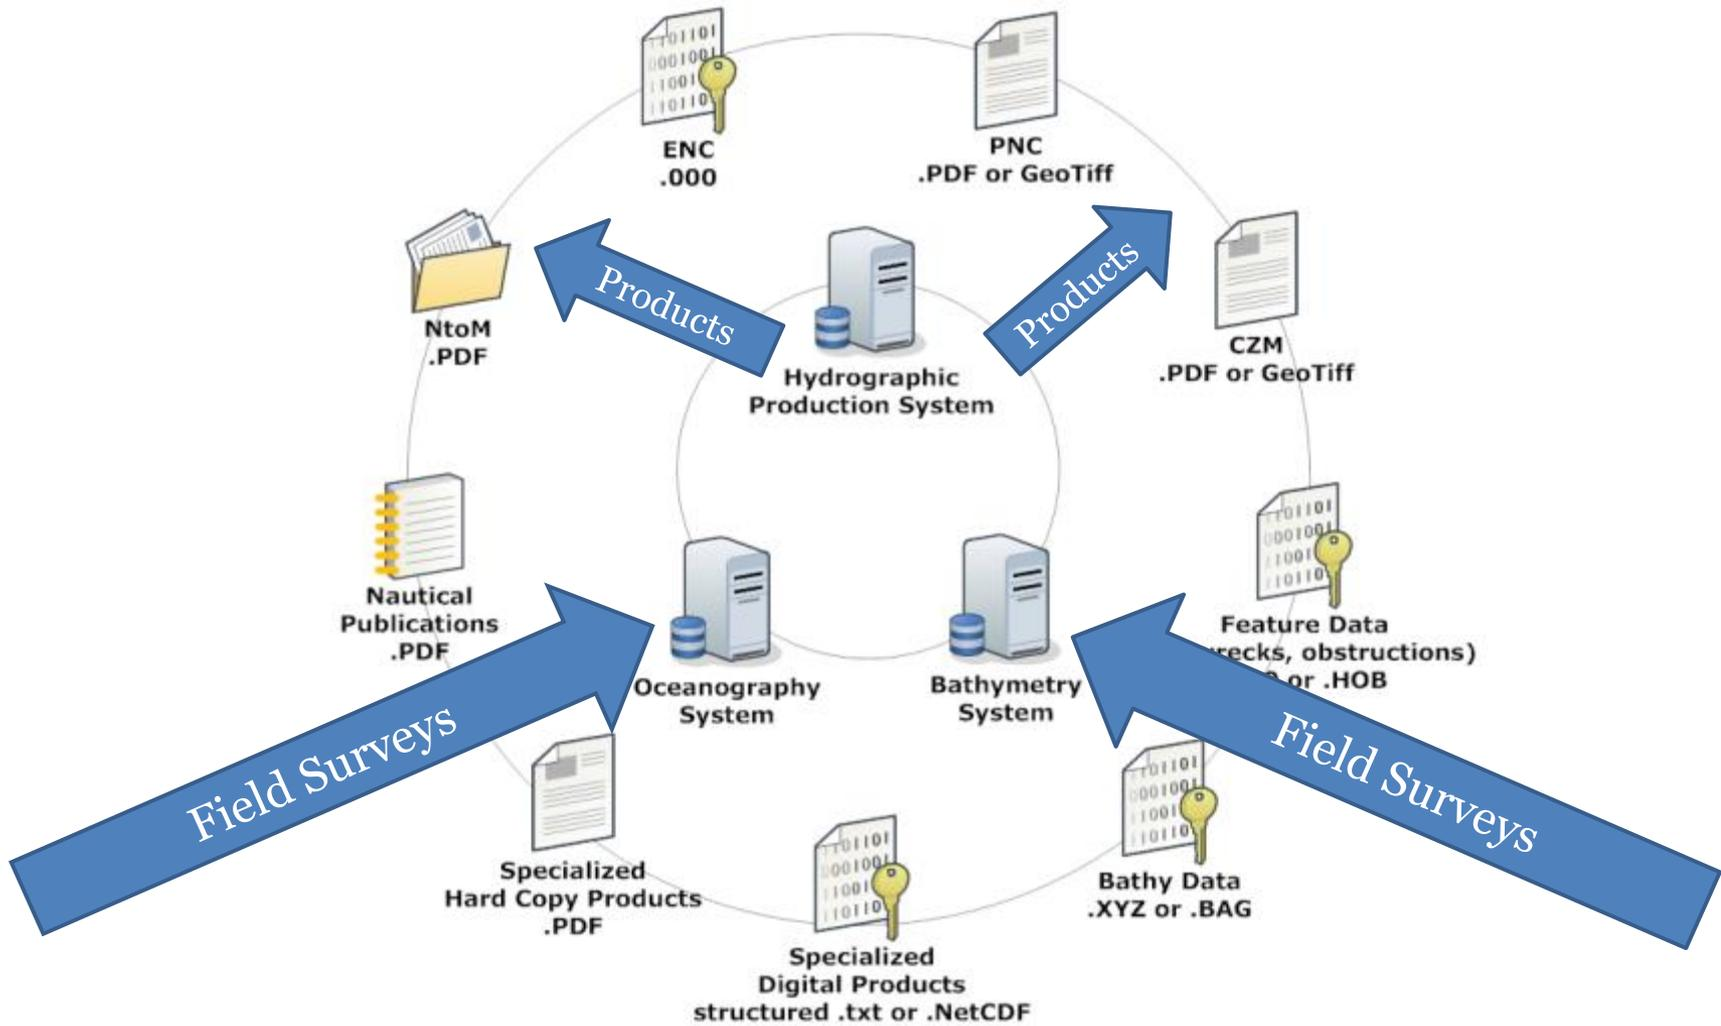 ENC
.000
PNC
.PDF or GeoTiff
NtoM
.PDF
Products
Products
CZM
.PDF or GeoTiff
Hydrographic
Production System
Nautical
Publications
.PDF
Feature Data
obstructions)
or .HOB
Oceanography
System
Bathymetry
System
Field Surveys
Field Surveys
Specialized
Hard Copy Products
.PDF
Bathy Data
.XYZ or .BAG
Specialized
Digital Products
structured .txt or .NetCDF